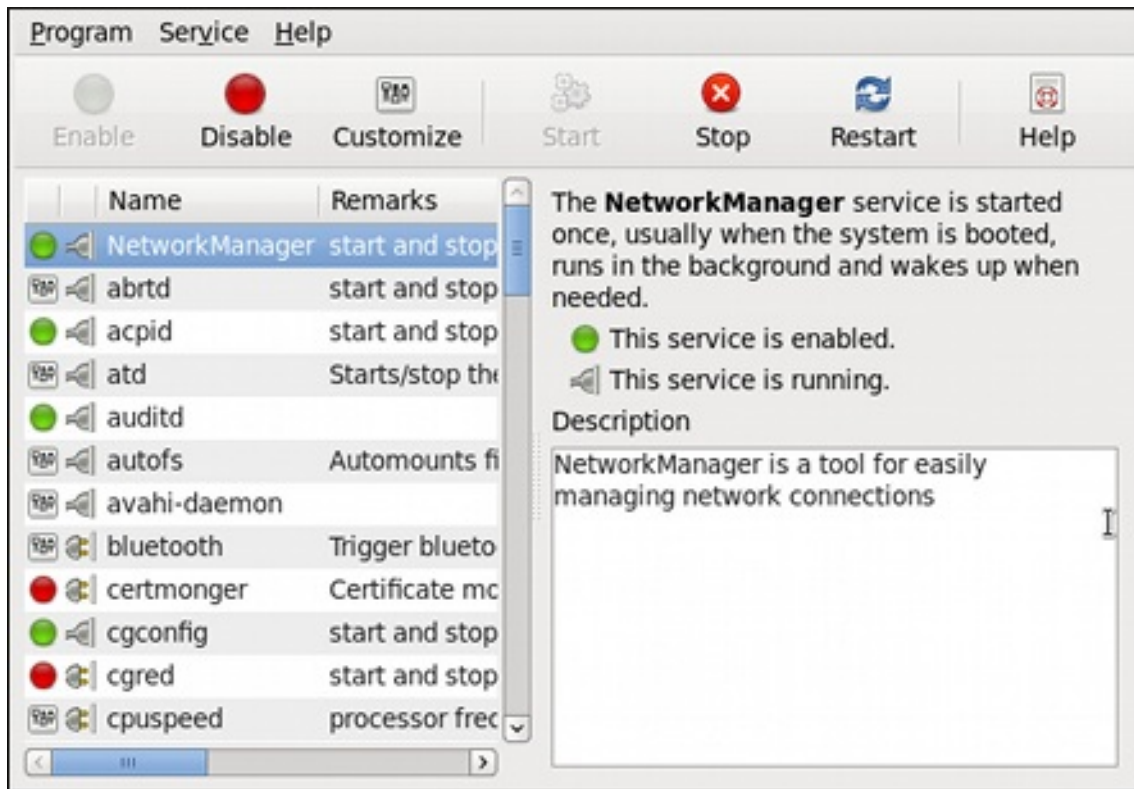 Program Service Help
Enable Disable Customize Start Stop Restart Help
Name Remarks
NetworkManager start and stop
abrtd start and stop
acpid start and stop
atd Starts/stop the
auditd
autofs Automounts fi
avahi-daemon
bluetooth Trigger blueto
certmonger Certificate mo
cgconfig start and stop
cgred start and stop
cpuspeed processor frec
The NetworkManager service is started
once, usually when the system is booted,
runs in the background and wakes up when
needed.
This service is enabled.
This service is running.
Description
NetworkManager is a tool for easily
managing network connections